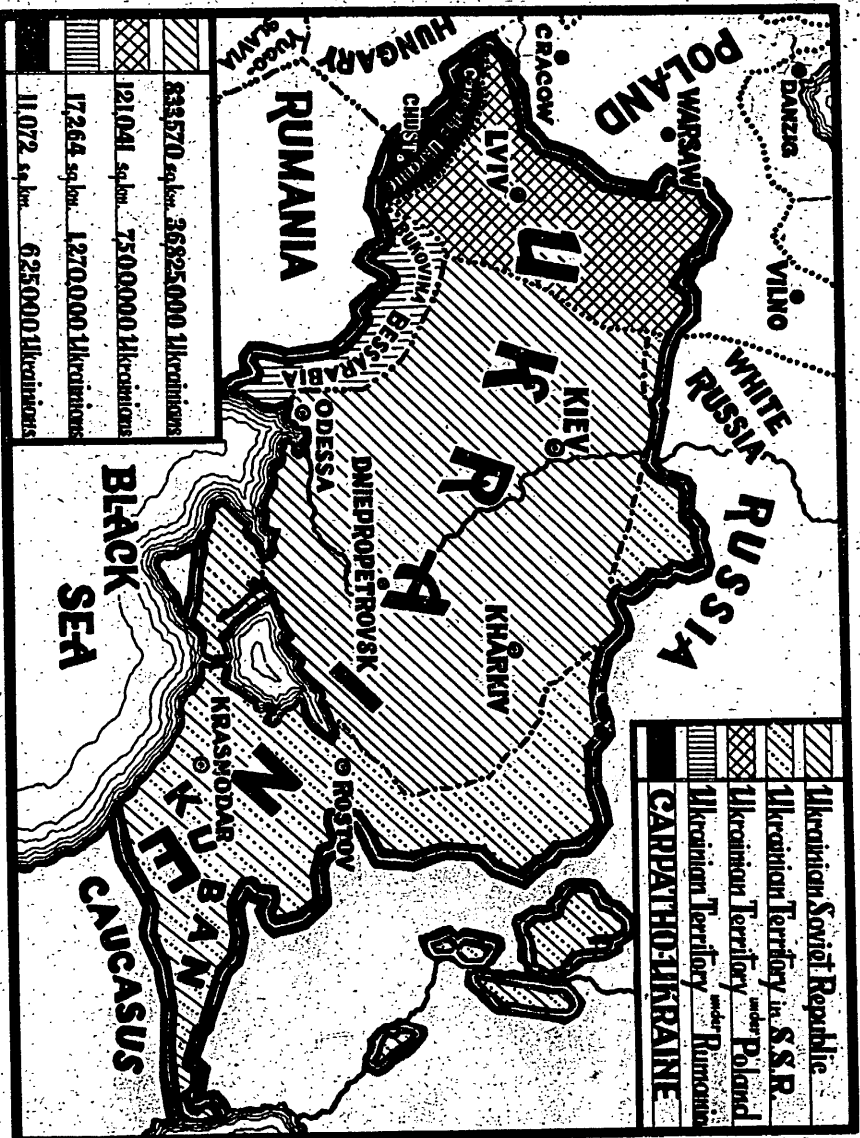 DANZIG
VILNO
POLAND
WARSAW
CRACOW
WHITE
RUSSIA
RUSSIA
HUNGARY
YUGO-
SLAVIA
RUMANIA
LVIV
CHUST
BUKOVINA
BESSARABIA
KIEV
ODESSA
DNIEPROPETROVSK
KHARKIV
UKRAINE
ROSTOV
KRASNODAR
KUBAN
CAUCASUS
BLACK
SEA
Ukrainian Soviet Republic
Ukrainian Territory in S.S.R.
Ukrainian Territory under Poland
Ukrainian Territory under Rumania
CARPATHO-UKRAINE
833,570 sq.km. 36,825,000 Ukrainians
121,041 sq.km. 7,500,000 Ukrainians
17,264 sq.km. 1,270,000 Ukrainians
11,072 sq.km. 625,000 Ukrainians